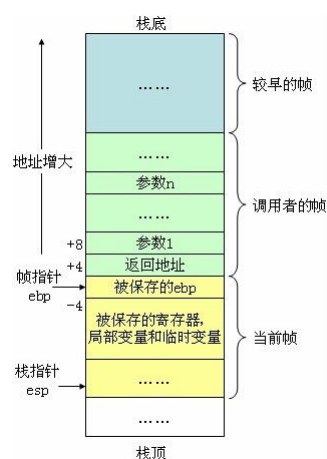 栈底
……
较早的帧
地址增大
……
参数n
……
调用者的帧
+8
参数1
+4
返回地址
帧指针
ebp
被保存的ebp
-4
被保存的寄存器,
局部变量和临时变量
当前帧
栈指针
esp
……
……
栈顶